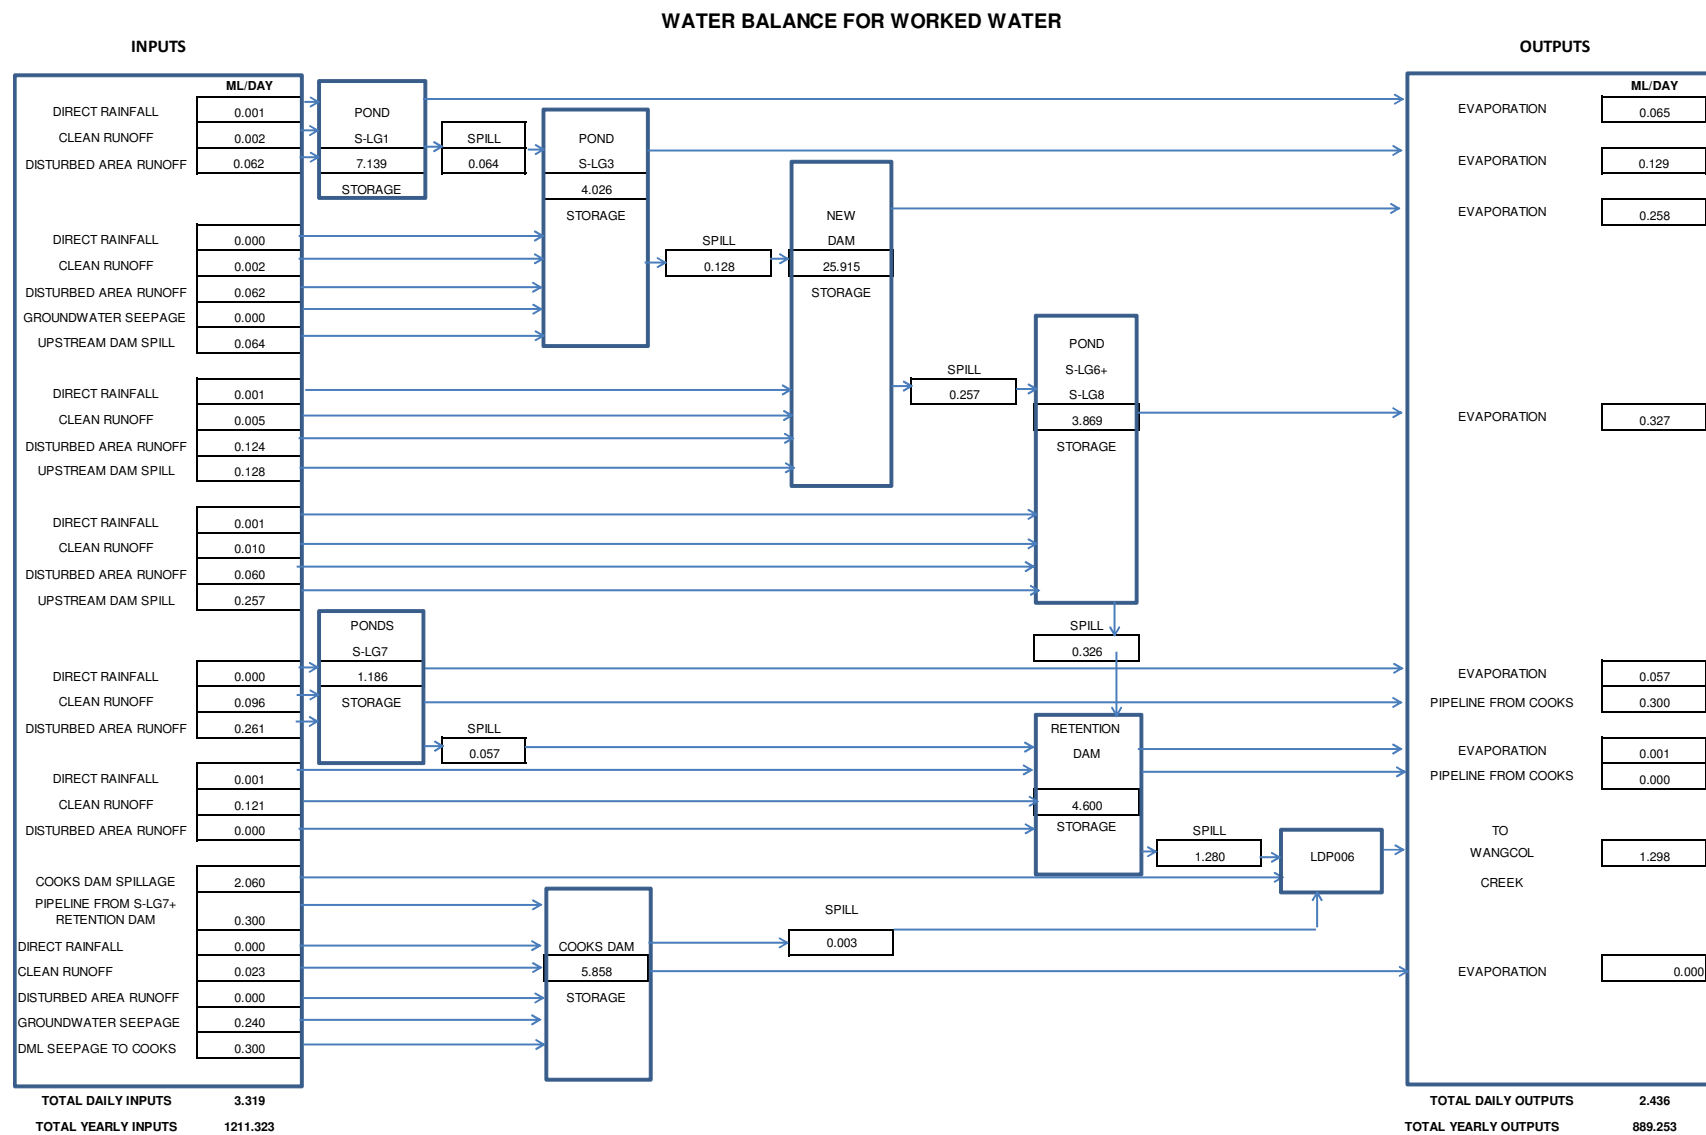 WATER BALANCE FOR WORKED WATER
INPUTS
OUTPUTS
ML/DAY
DIRECT RAINFALL 0.001
CLEAN RUNOFF 0.002
DISTURBED AREA RUNOFF 0.062
DIRECT RAINFALL 0.000
CLEAN RUNOFF 0.002
DISTURBED AREA RUNOFF 0.062
GROUNDWATER SEEPAGE 0.000
UPSTREAM DAM SPILL 0.064
DIRECT RAINFALL 0.001
CLEAN RUNOFF 0.005
DISTURBED AREA RUNOFF 0.124
UPSTREAM DAM SPILL 0.128
DIRECT RAINFALL 0.001
CLEAN RUNOFF 0.010
DISTURBED AREA RUNOFF 0.060
UPSTREAM DAM SPILL 0.257
DIRECT RAINFALL 0.000
CLEAN RUNOFF 0.096
DISTURBED AREA RUNOFF 0.261
DIRECT RAINFALL 0.001
CLEAN RUNOFF 0.121
DISTURBED AREA RUNOFF 0.000
COOKS DAM SPILLAGE 2.060
PIPELINE FROM S-LG7+
RETENTION DAM 0.300
DIRECT RAINFALL 0.000
CLEAN RUNOFF 0.023
DISTURBED AREA RUNOFF 0.000
GROUNDWATER SEEPAGE 0.240
DML SEEPAGE TO COOKS 0.300
TOTAL DAILY INPUTS 3.319
TOTAL YEARLY INPUTS 1211.323
POND
S-LG1
7.139
STORAGE
SPILL
0.064
POND
S-LG3
4.026
STORAGE
SPILL
0.128
NEW
DAM
25.915
STORAGE
SPILL
0.257
POND
S-LG6+
S-LG8
3.869
STORAGE
SPILL
0.326
PONDS
S-LG7
1.186
STORAGE
SPILL
0.057
RETENTION
DAM
4.600
STORAGE
SPILL
1.280
LDP006
COOKS DAM
5.858
STORAGE
SPILL
0.003
ML/DAY
EVAPORATION 0.065
EVAPORATION 0.129
EVAPORATION 0.258
EVAPORATION 0.327
EVAPORATION 0.057
PIPELINE FROM COOKS 0.300
EVAPORATION 0.001
PIPELINE FROM COOKS 0.000
TO
WANGCOL 1.298
CREEK
EVAPORATION 0.000
TOTAL DAILY OUTPUTS 2.436
TOTAL YEARLY OUTPUTS 889.253